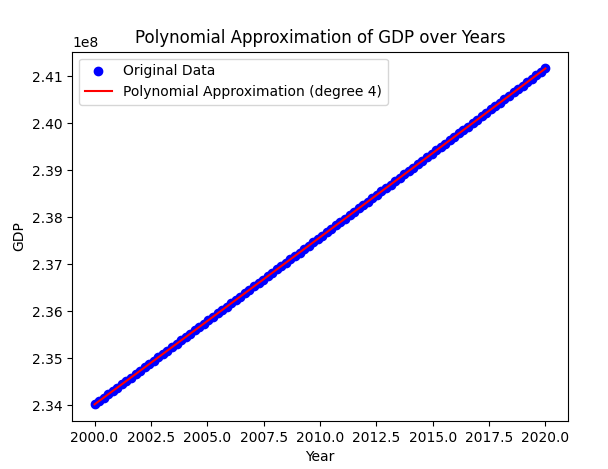 Polynomial Approximation of GDP over Years
1e8
Original Data
Polynomial Approximation (degree 4)
2.41
2.40
2.39
2.38
2.37
2.36
2.35
2.34
GDP
2000.0 2002.5 2005.0 2007.5 2010.0 2012.5 2015.0 2017.5 2020.0
Year